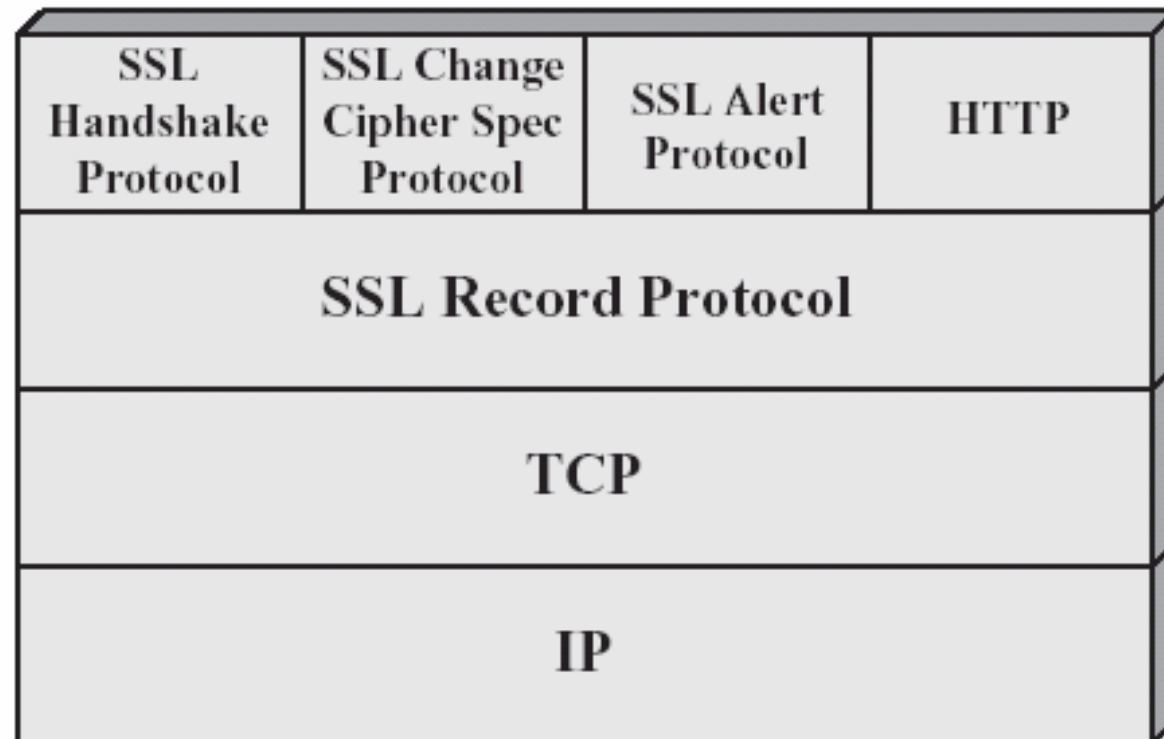 SSL
Handshake
Protocol
SSL Change
Cipher Spec
Protocol
SSL Alert
Protocol
HTTP
SSL Record Protocol
TCP
IP